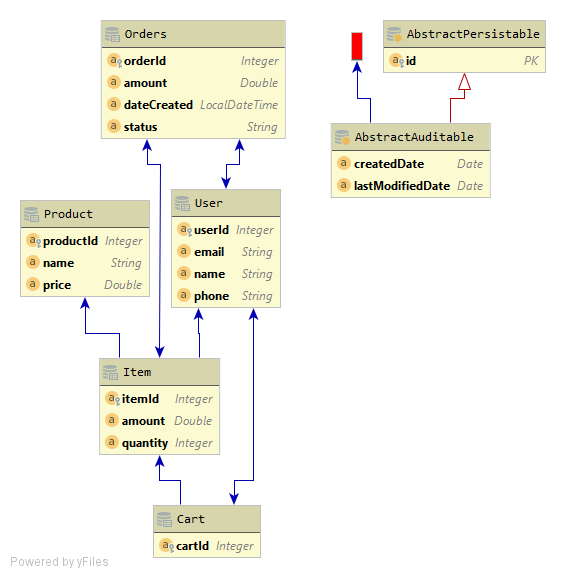 Orders
orderId Integer
amount Double
dateCreated LocalDateTime
status String
AbstractPersistable
id PK
AbstractAuditable
createdDate Date
lastModifiedDate Date
User
userId Integer
email String
name String
phone String
Product
productId Integer
name String
price Double
Item
itemId Integer
amount Double
quantity Integer
Cart
cartId Integer
Powered by yFiles